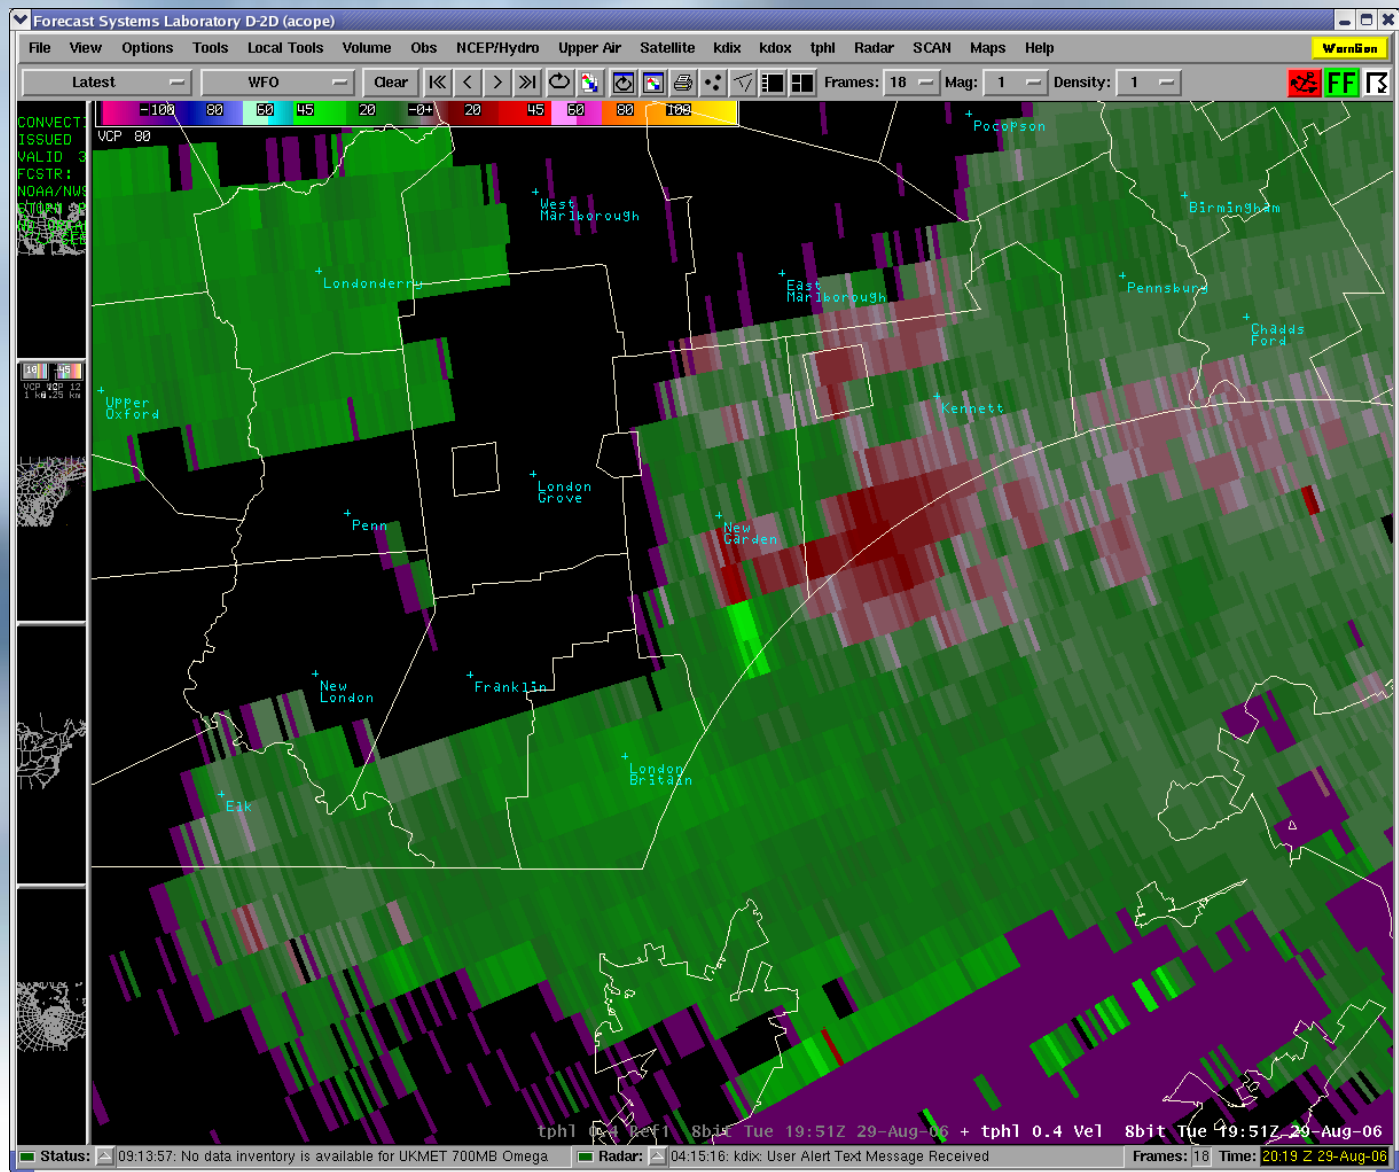 Forecast Systems Laboratory D-2D (acope)
File View Options Tools Local Tools Volume Obs NCEP/Hydro Upper Air Satellite kdix kdox tphl Radar SCAN Maps Help WarnGen
Latest WFO Clear Frames: 18 Mag: 1 Density: 1 FF
-100 80 60 45 20 -0+ 20 45 60 80 100
VCP 80
CONVECTI
ISSUED
VALID 3
FCSTR:
NOAA/NWS
Pocopson
West
Marlborough
Birmingham
Londonderry
East
Marlborough
Pennsbury
Chadds
Ford
Upper
Oxford
Kennett
London
Grove
Penn
New
Garden
New
London
Franklin
London
Britain
Elk
tphl 0.4 Ref1 8bit Tue 19:51Z 29-Aug-06 + tphl 0.4 Vel 8bit Tue 19:51Z 29-Aug-06
Status: 09:13:57: No data inventory is available for UKMET 700MB Omega Radar: 04:15:16: kdix: User Alert Text Message Received Frames: 18 Time: 20:19 Z 29-Aug-06